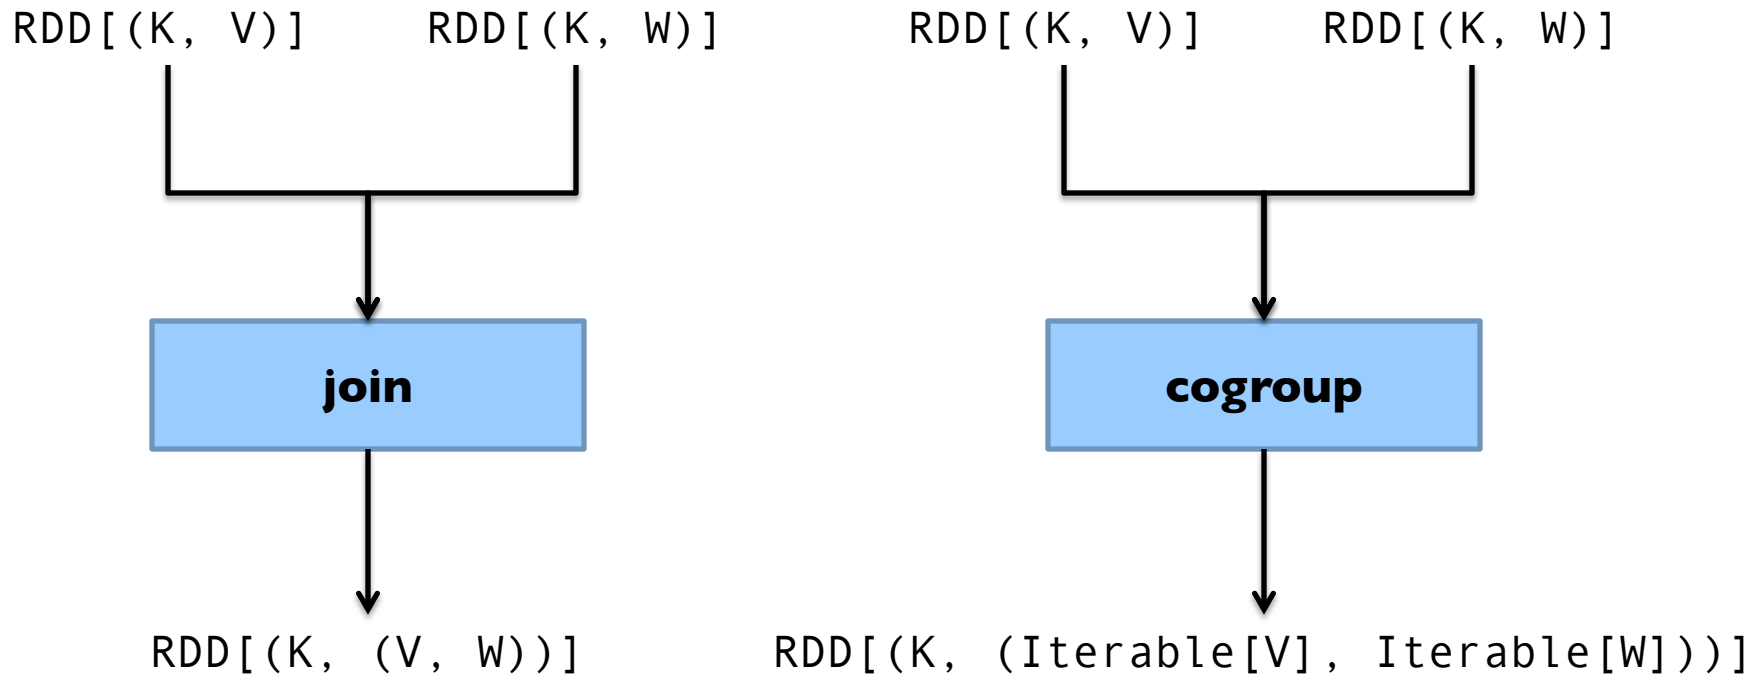 RDD[(K, V)] RDD[(K, W)] RDD[(K, V)] RDD[(K, W)]
join cogroup
RDD[(K, (V, W))] RDD[(K, (Iterable[V], Iterable[W]))]